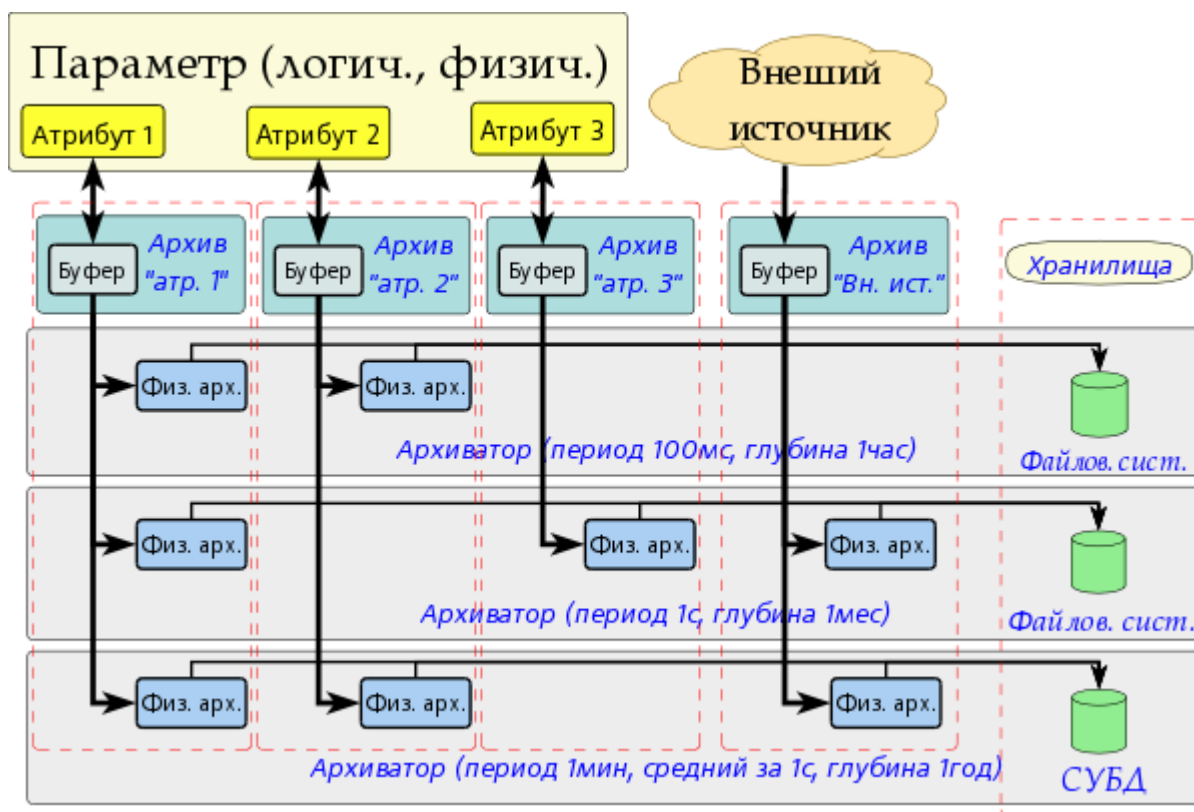 Параметр (логич., физич.)
Внеший
источник
Атрибут 1
Атрибут 2
Атрибут 3
Буфер
Архив
"атр. 1"
Буфер
Архив
"атр. 2"
Буфер
Архив
"атр. 3"
Буфер
Архив
"Вн. ист."
Хранилища
Физ. арх.
Физ. арх.
Архиватор (период 100мс, глубина 1час)
Файлов. сист.
Физ. арх.
Физ. арх.
Физ. арх.
Архиватор (период 1с, глубина 1мес)
Файлов. сист.
Физ. арх.
Физ. арх.
Физ. арх.
Архиватор (период 1мин, средний за 1с, глубина 1год)
СУБД